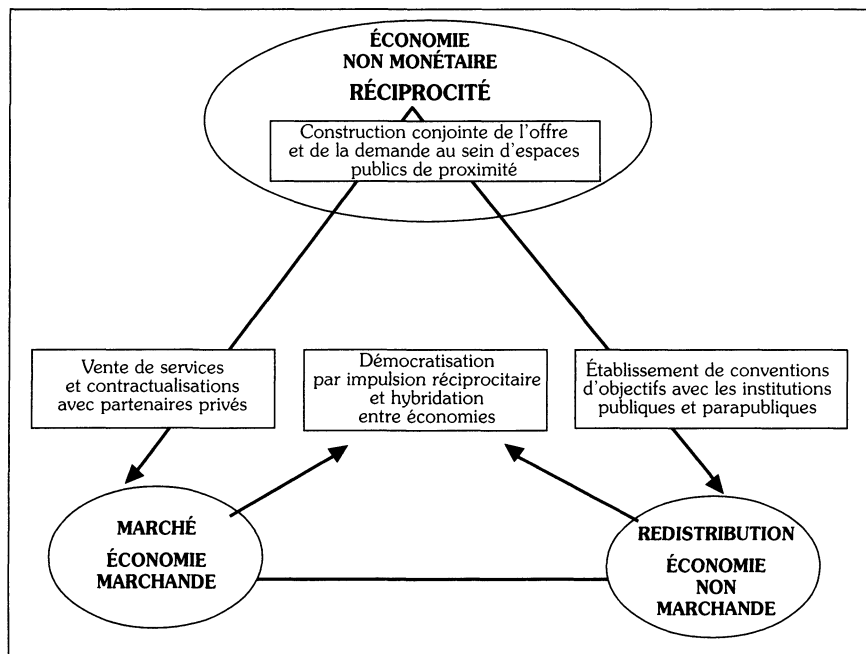 ÉCONOMIE
NON MONÉTAIRE
RÉCIPROCITÉ
Construction conjointe de l'offre
et de la demande au sein d'espaces
publics de proximité
Vente de services
et contractualisations
avec partenaires privés
Démocratisation
par impulsion réciprocitaire
et hybridation
entre économies
Établissement de conventions
d'objectifs avec les institutions
publiques et parapubliques
MARCHÉ
ÉCONOMIE
MARCHANDE
REDISTRIBUTION
ÉCONOMIE
NON
MARCHANDE